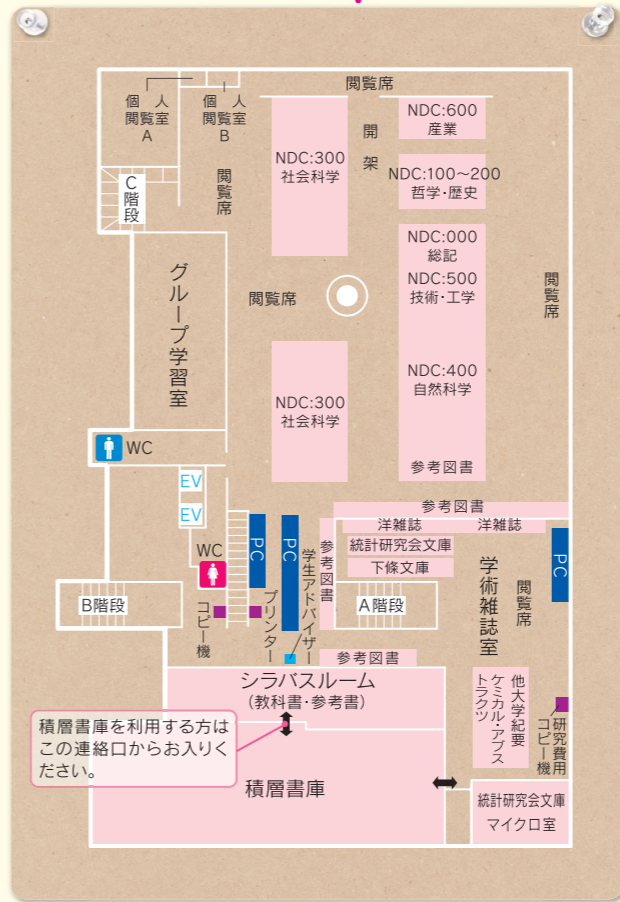 閲覧席
個人
閲覧室
A
個人
閲覧室
B
開架
NDC:600
産業
NDC:300
社会科学
NDC:100~200
哲学・歴史
C階段
閲覧席
NDC:000
総記
NDC:500
技術・工学
グループ学習室
閲覧席
閲覧席
NDC:400
自然科学
NDC:300
社会科学
WC
参考図書
EV
EV
参考図書
洋雑誌
洋雑誌
PC
PC
参考図書
統計研究会文庫
下條文庫
学術雑誌室
PC
WC
学生アドバイザー
閲覧席
B階段
コピー機
プリンター
A階段
参考図書
シラバスルーム
(教科書・参考書)
他大学紀要
ケミカル・アブス
トラクツ
研究費用
コピー機
積層書庫を利用する方は
この連絡口からお入りく
ださい。
積層書庫
統計研究会文庫
マイクロ室